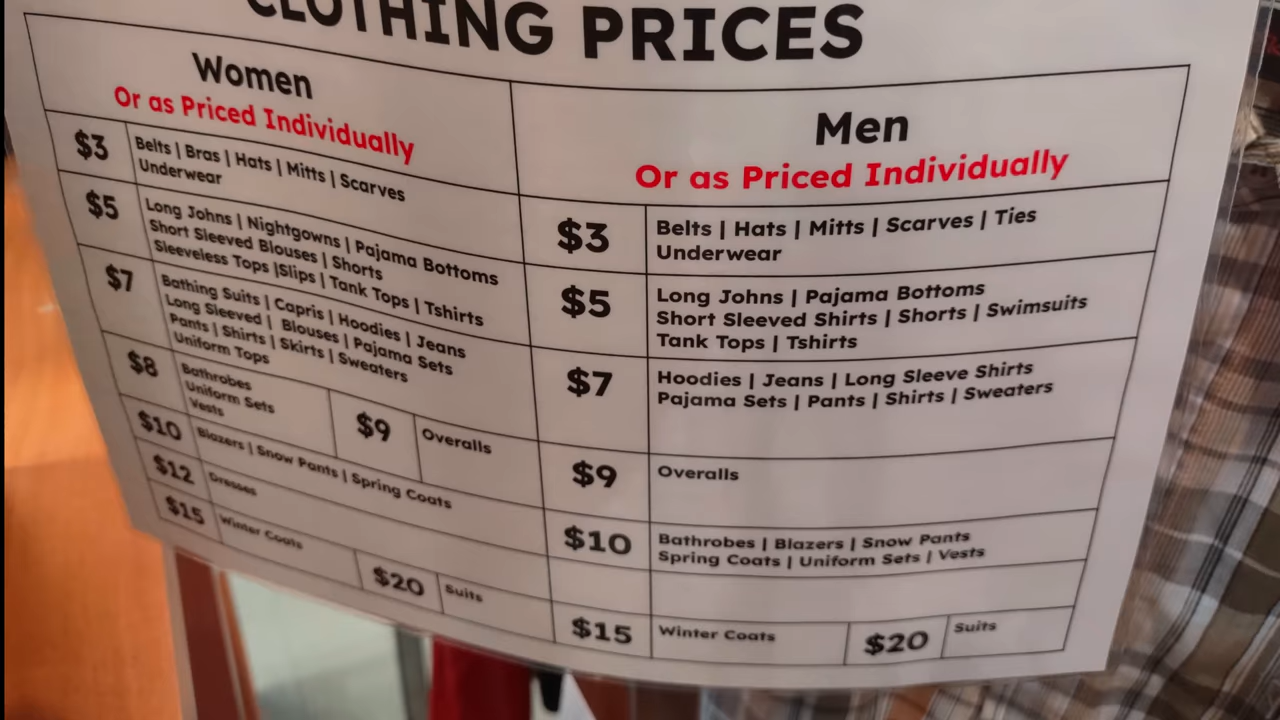 CLOTHING PRICES
Women
Or as Priced Individually
$3
Belts | Bras | Hats | Mitts | Scarves
Underwear
$5
Long Johns | Nightgowns | Pajama Bottoms
Short Sleeved Blouses | Shorts
Sleeveless Tops |Slips | Tank Tops | Tshirts
$7
Bathing Suits | Capris | Hoodies | Jeans
Long Sleeved | Blouses | Pajama Sets
Pants | Shirts | Skirts | Sweaters
Uniform Tops
$8
Bathrobes
Uniform Sets
Vests
$9
Overalls
$10
Blazers | Snow Pants | Spring Coats
$12
Dresses
$15
Winter Coats
$20
Suits
Men
Or as Priced Individually
$3
Belts | Hats | Mitts | Scarves | Ties
Underwear
$5
Long Johns | Pajama Bottoms
Short Sleeved Shirts | Shorts | Swimsuits
Tank Tops | Tshirts
$7
Hoodies | Jeans | Long Sleeve Shirts
Pajama Sets | Pants | Shirts | Sweaters
$9
Overalls
$10
Bathrobes | Blazers | Snow Pants
Spring Coats | Uniform Sets | Vests
$15
Winter Coats
$20
Suits